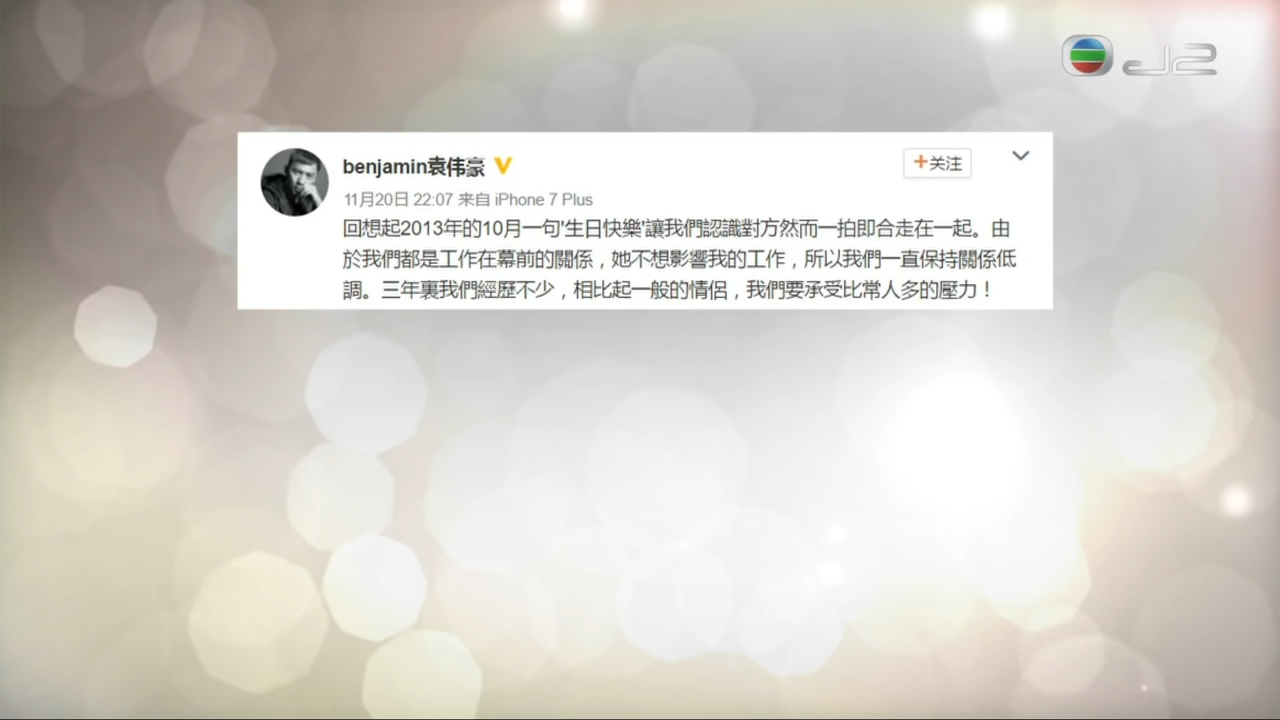 J2
benjamin袁伟豪
+关注
11月20日 22:07 来自 iPhone 7 Plus
回想起2013年的10月一句'生日快樂'讓我們認識對方然而一拍即合走在一起。由
於我們都是工作在幕前的關係，她不想影響我的工作，所以我們一直保持關係低
調。三年裏我們經歷不少，相比起一般的情侶，我們要承受比常人多的壓力！